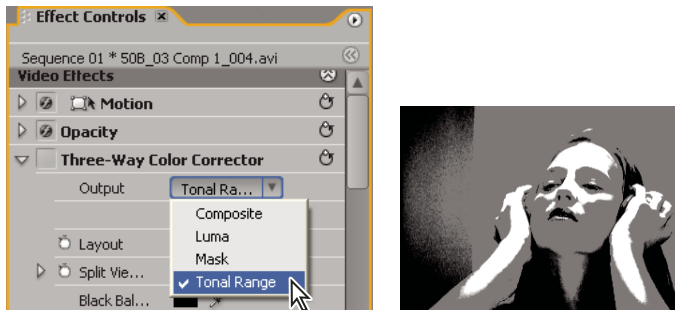 Effect Controls
Sequence 01 * 50B_03 Comp 1_004.avi
Video Effects
Motion
Opacity
Three-Way Color Corrector
Output Tonal Ra...
Composite
Luma
Layout
Mask
Split Vie...
Tonal Range
Black Bal...